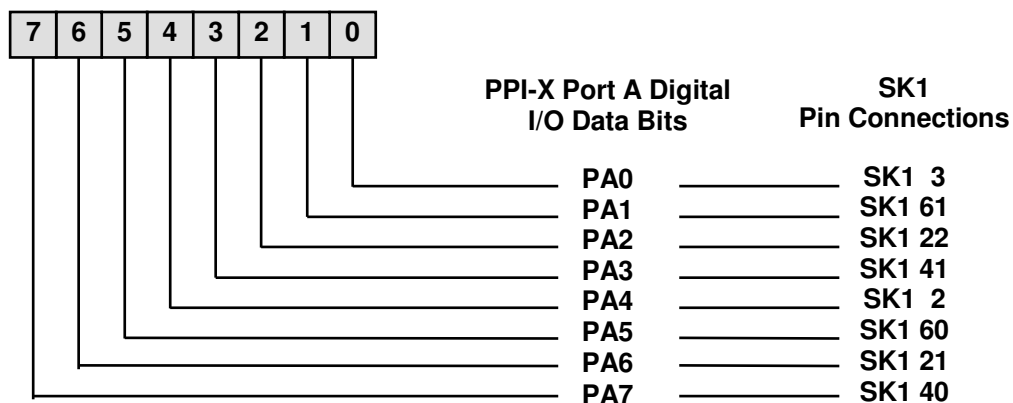 7 6 5 4 3 2 1 0
PPI-X Port A Digital SK1
I/O Data Bits Pin Connections
PA0 SK1 3
PA1 SK1 61
PA2 SK1 22
PA3 SK1 41
PA4 SK1 2
PA5 SK1 60
PA6 SK1 21
PA7 SK1 40